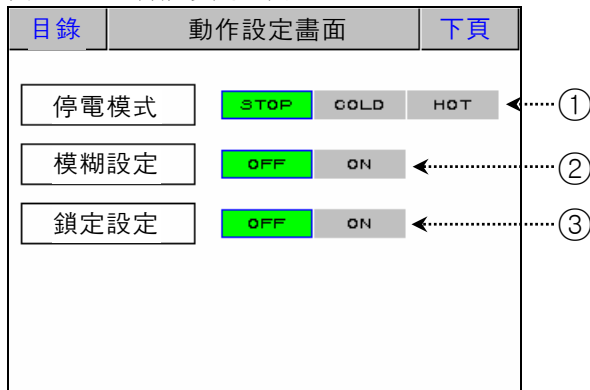 目錄 動作設定畫面 下頁
停電模式 STOP COLD HOT ①
模糊設定 OFF ON ②
鎖定設定 OFF ON ③